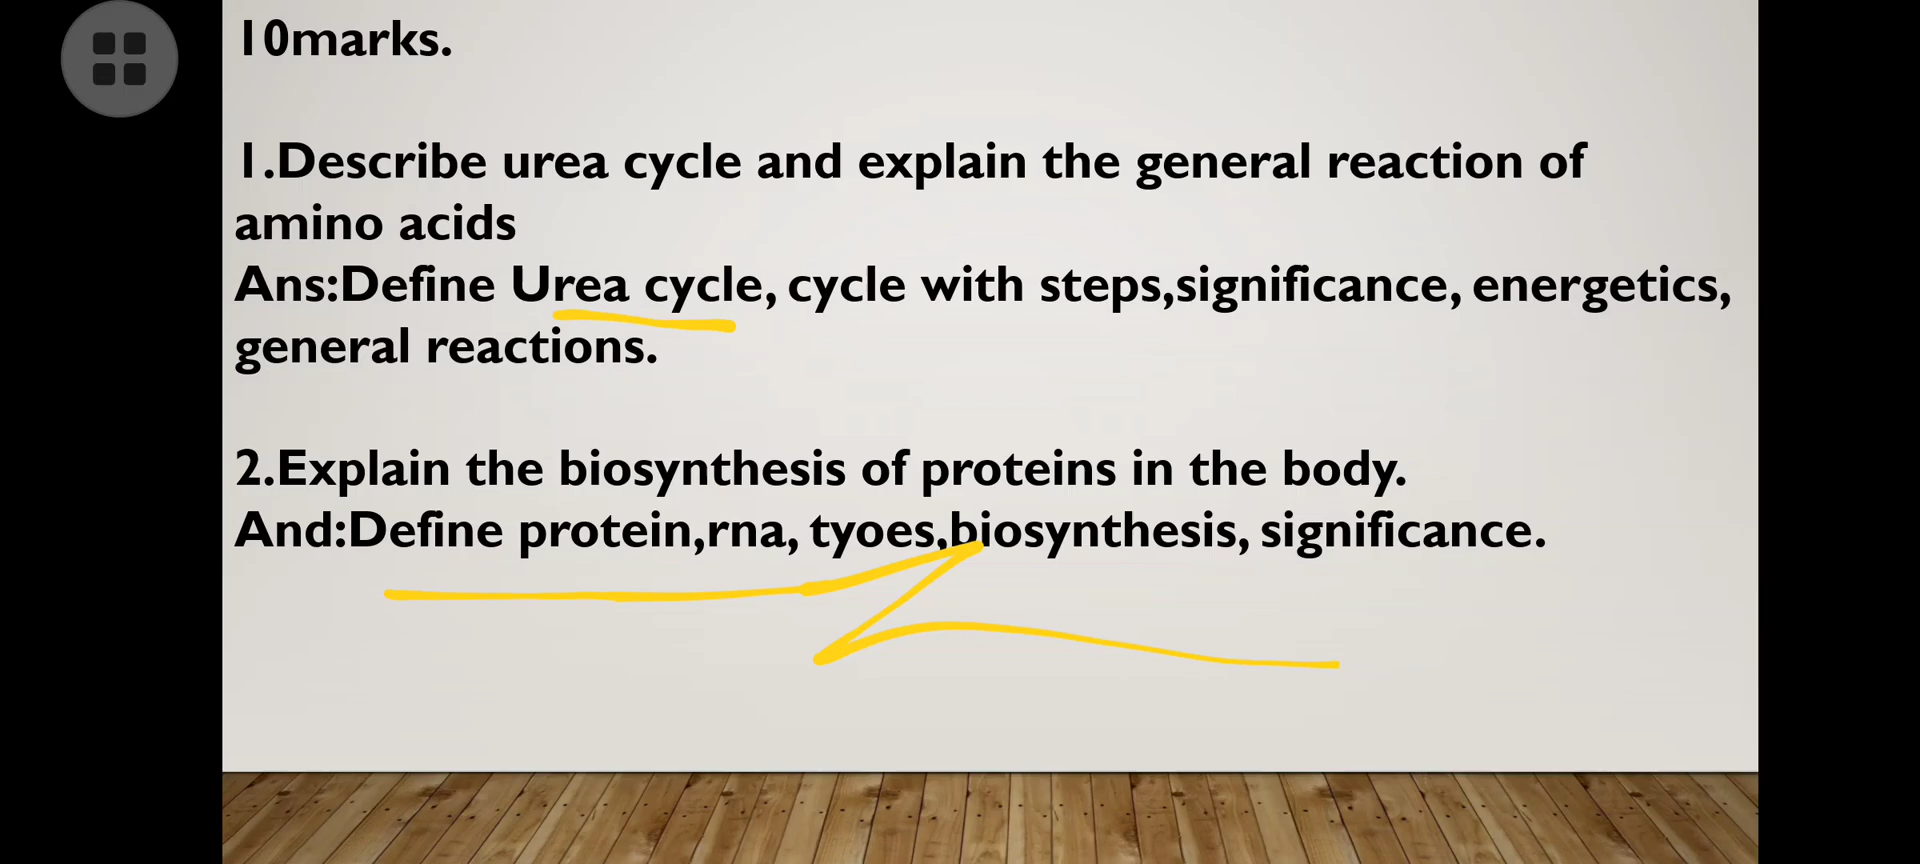 10marks.
1.Describe urea cycle and explain the general reaction of
amino acids
Ans:Define Urea cycle, cycle with steps,significance, energetics,
general reactions.
2.Explain the biosynthesis of proteins in the body.
And:Define protein,rna, tyoes,biosynthesis, significance.